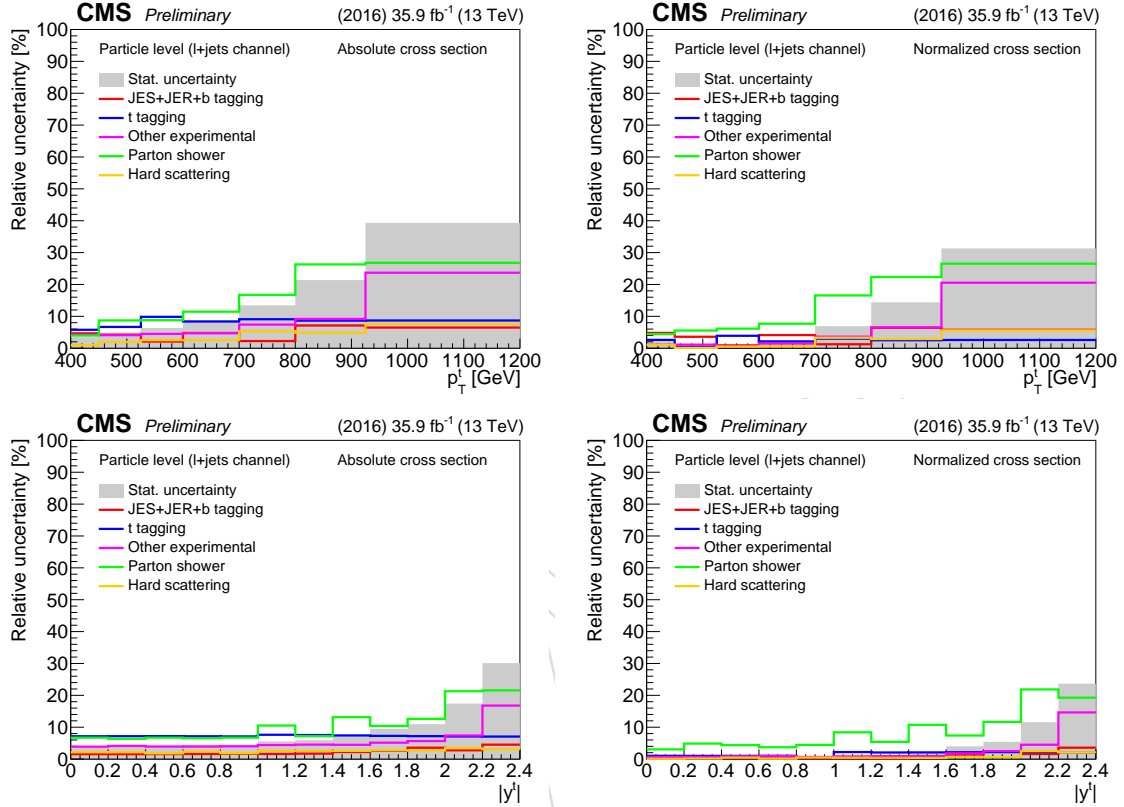 CMS Preliminary (2016) 35.9 fb⁻¹ (13 TeV)
Particle level (l+jets channel) Absolute cross section
Stat. uncertainty
JES+JER+b tagging
t tagging
Other experimental
Parton shower
Hard scattering
Relative uncertainty [%]
100
90
80
70
60
50
40
30
20
10
0
400 500 600 700 800 900 1000 1100 1200
p_T^t [GeV]
CMS Preliminary (2016) 35.9 fb⁻¹ (13 TeV)
Particle level (l+jets channel) Normalized cross section
Stat. uncertainty
JES+JER+b tagging
t tagging
Other experimental
Parton shower
Hard scattering
Relative uncertainty [%]
100
90
80
70
60
50
40
30
20
10
0
400 500 600 700 800 900 1000 1100 1200
p_T^t [GeV]
CMS Preliminary (2016) 35.9 fb⁻¹ (13 TeV)
Particle level (l+jets channel) Absolute cross section
Stat. uncertainty
JES+JER+b tagging
t tagging
Other experimental
Parton shower
Hard scattering
Relative uncertainty [%]
100
90
80
70
60
50
40
30
20
10
0
0 0.2 0.4 0.6 0.8 1 1.2 1.4 1.6 1.8 2 2.2 2.4
|y^t|
CMS Preliminary (2016) 35.9 fb⁻¹ (13 TeV)
Particle level (l+jets channel) Normalized cross section
Stat. uncertainty
JES+JER+b tagging
t tagging
Other experimental
Parton shower
Hard scattering
Relative uncertainty [%]
100
90
80
70
60
50
40
30
20
10
0
0 0.2 0.4 0.6 0.8 1 1.2 1.4 1.6 1.8 2 2.2 2.4
|y^t|